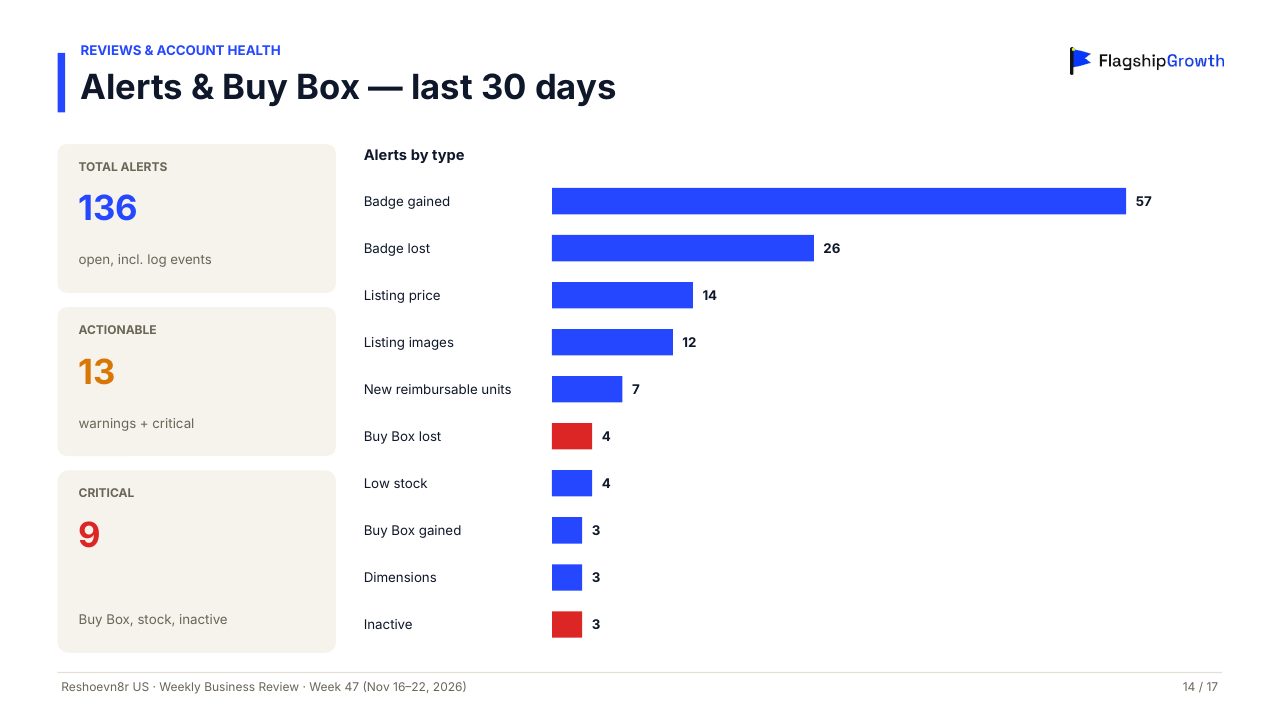 REVIEWS & ACCOUNT HEALTH
Alerts & Buy Box — last 30 days
FlagshipGrowth
TOTAL ALERTS
136
open, incl. log events
ACTIONABLE
13
warnings + critical
CRITICAL
9
Buy Box, stock, inactive
Alerts by type
Badge gained 57
Badge lost 26
Listing price 14
Listing images 12
New reimbursable units 7
Buy Box lost 4
Low stock 4
Buy Box gained 3
Dimensions 3
Inactive 3
Reshoevn8r US · Weekly Business Review · Week 47 (Nov 16–22, 2026)
14 / 17